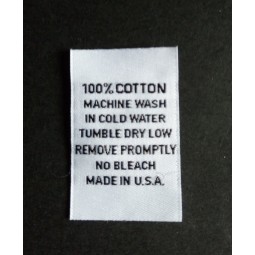 100% COTTON
MACHINE WASH
IN COLD WATER
TUMBLE DRY LOW
REMOVE PROMPTLY
NO BLEACH
MADE IN U.S.A.